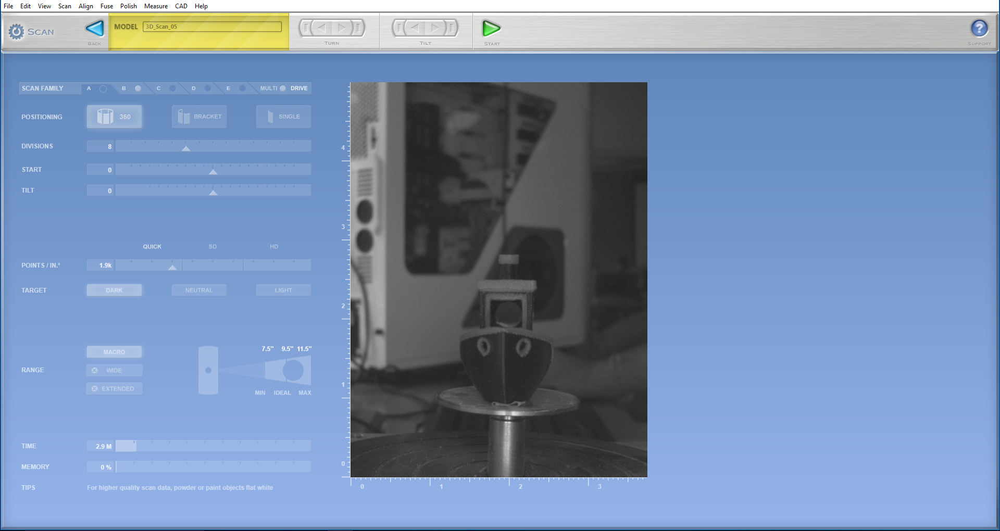 File Edit View Scan Align Fuse Polish Measure CAD Help
SCAN
BACK
MODEL 3D_Scan_05
TURN
TILT
START
? SUPPORT
SCAN FAMILY A B C D E MULTI DRIVE
POSITIONING 360 BRACKET SINGLE
DIVISIONS 8
START 0
TILT 0
QUICK SD HD
POINTS / IN.² 1.9k
TARGET DARK NEUTRAL LIGHT
RANGE
MACRO
WIDE
EXTENDED
7.5" 9.5" 11.5"
MIN IDEAL MAX
TIME 2.9 M
MEMORY 0 %
TIPS For higher quality scan data, powder or paint objects flat white
4
3
2
1
0
0 1 2 3